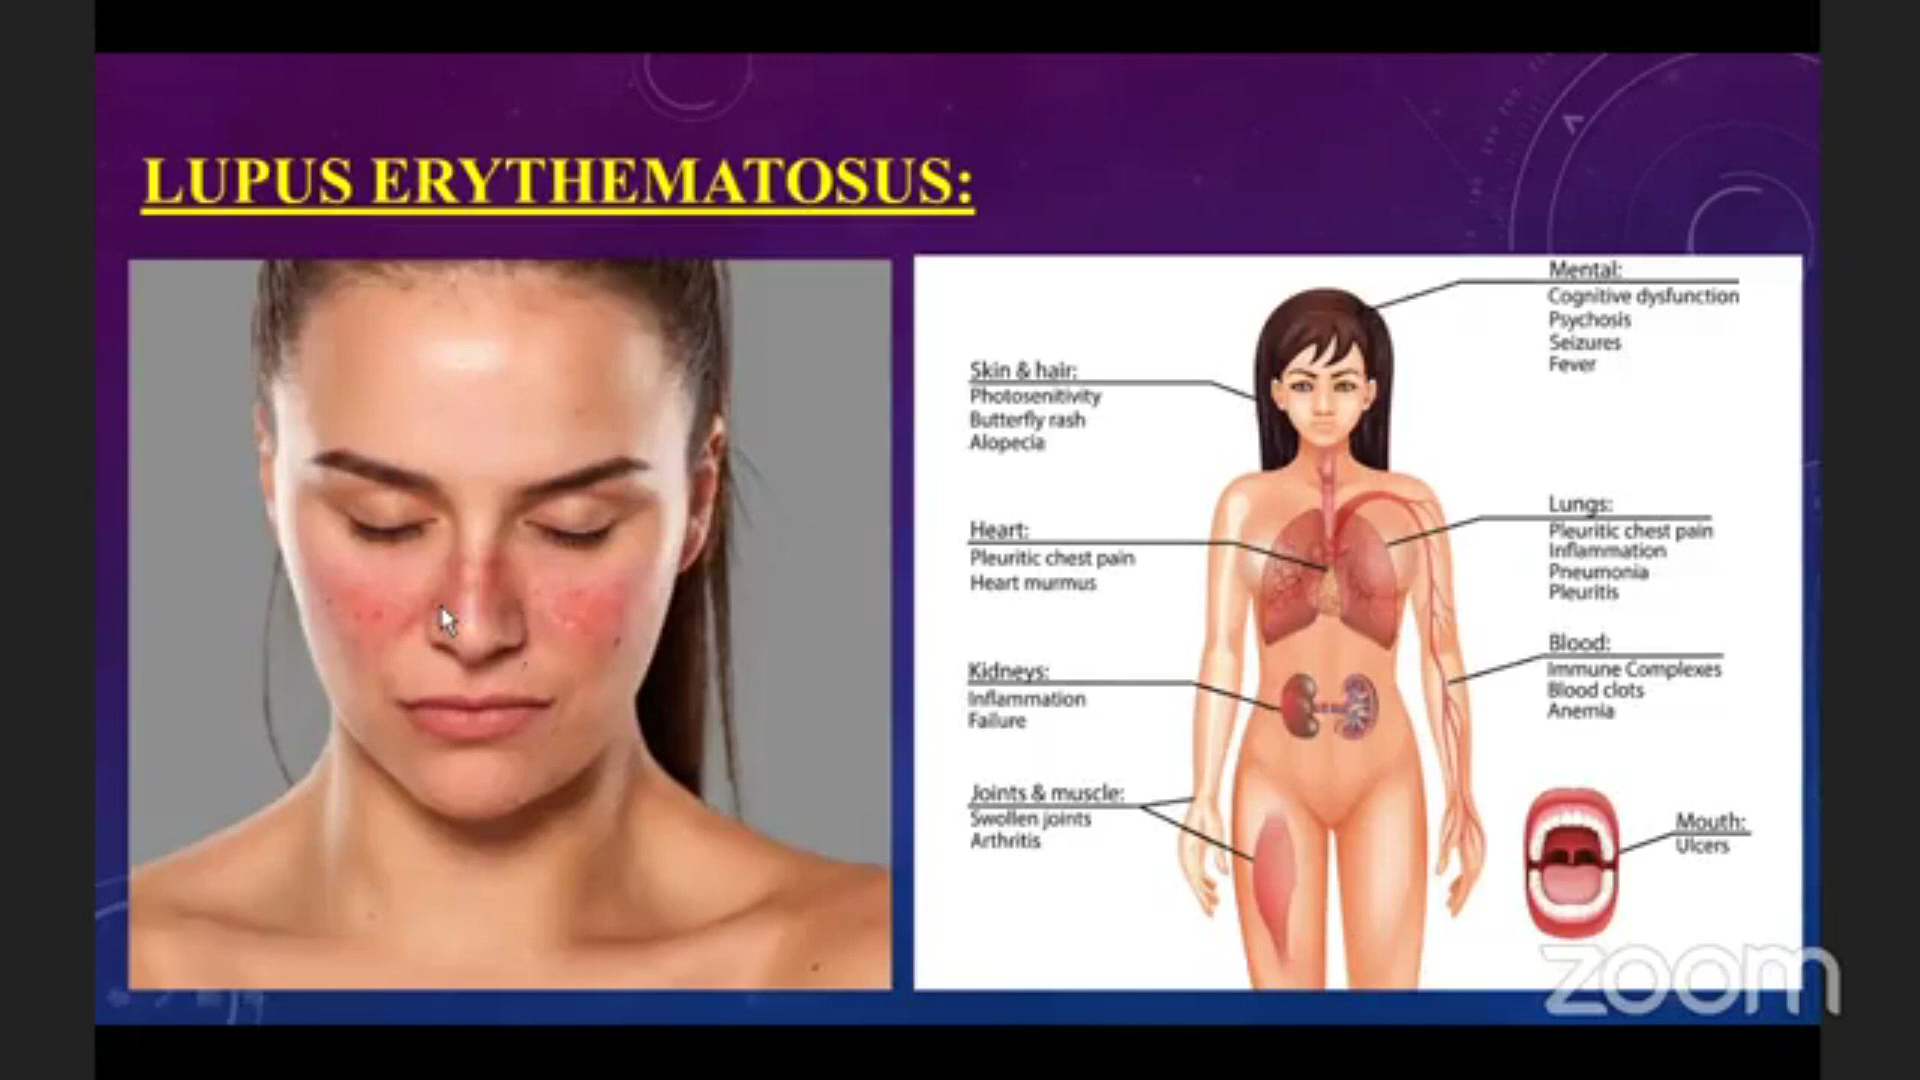 LUPUS ERYTHEMATOSUS:
Mental:
Cognitive dysfunction
Psychosis
Seizures
Fever
Skin & hair:
Photosenitivity
Butterfly rash
Alopecia
Heart:
Pleuritic chest pain
Heart murmus
Lungs:
Pleuritic chest pain
Inflammation
Pneumonia
Pleuritis
Kidneys:
Inflammation
Failure
Blood:
Immune Complexes
Blood clots
Anemia
Joints & muscle:
Swollen joints
Arthritis
Mouth:
Ulcers
zoom